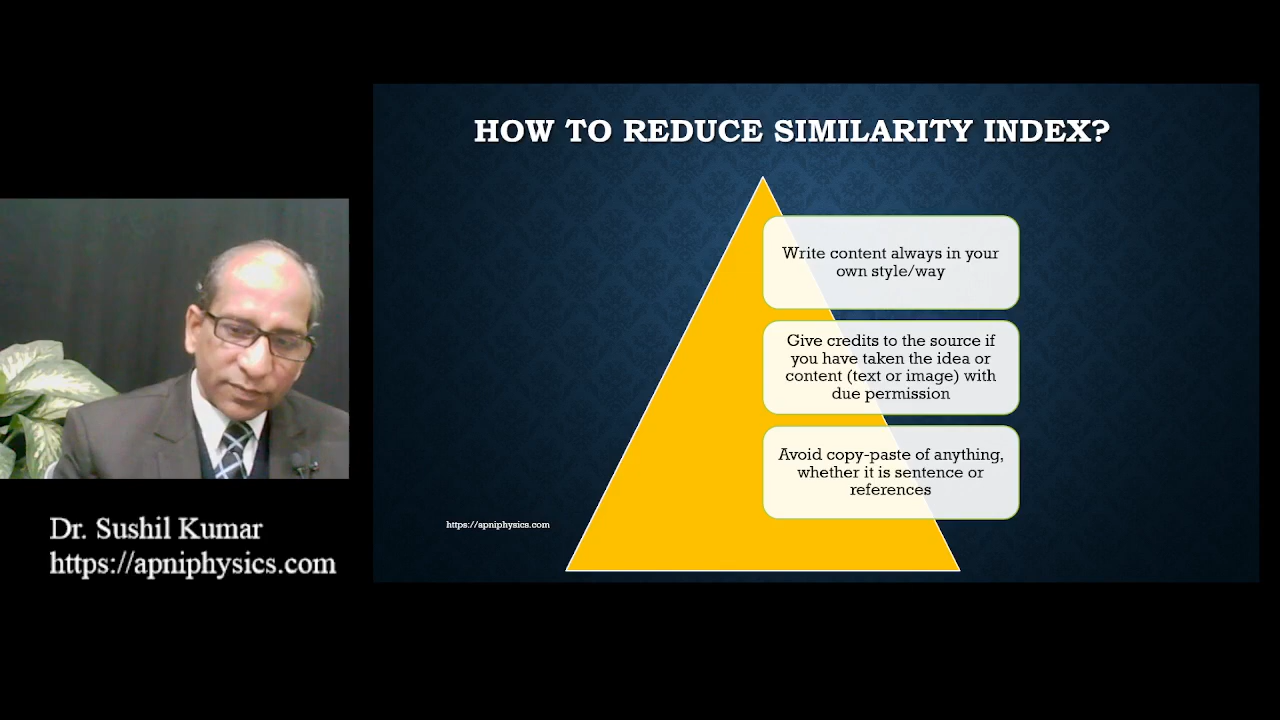 HOW TO REDUCE SIMILARITY INDEX?
Write content always in your
own style/way
Give credits to the source if
you have taken the idea or
content (text or image) with
due permission
Avoid copy-paste of anything,
whether it is sentence or
references
https://apniphysics.com
Dr. Sushil Kumar
https://apniphysics.com